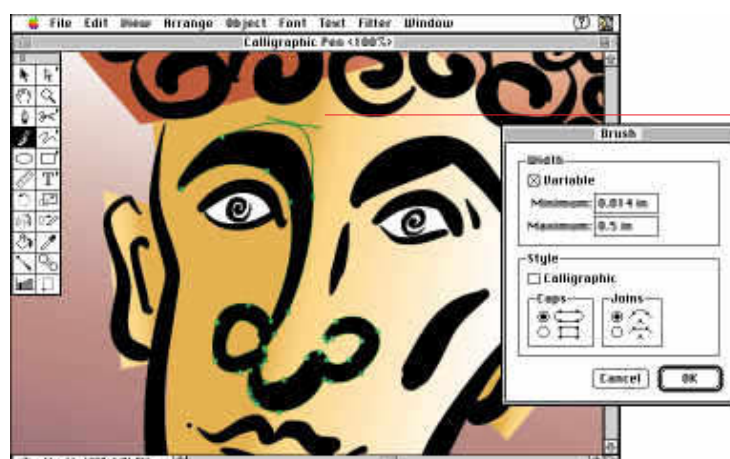 File Edit View Arrange Object Font Text Filter Window
Calligraphic Pen <100%>
T
Brush
Width
Variable
Minimum: 0.014 in
Maximum: 0.5 in
Style
Calligraphic
Caps Joins
Cancel OK